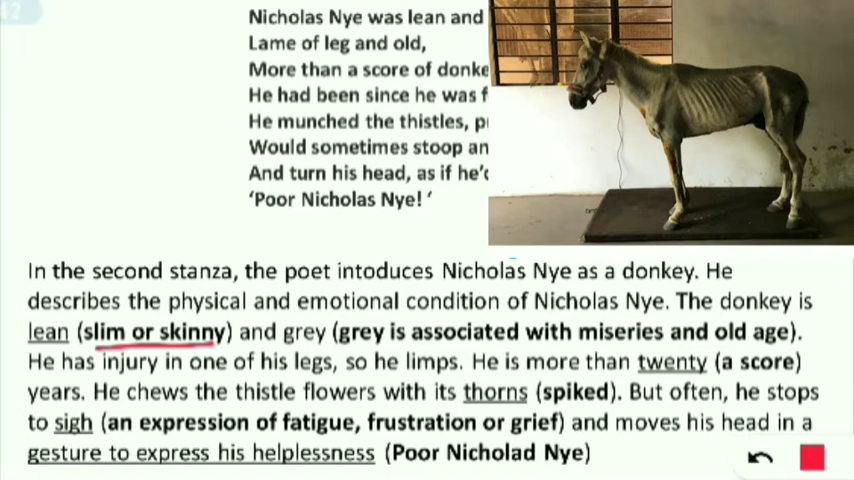 42
Nicholas Nye was lean and
Lame of leg and old,
More than a score of donke
He had been since he was f
He munched the thistles, p
Would sometimes stoop an
And turn his head, as if he'd
'Poor Nicholas Nye! '
In the second stanza, the poet intoduces Nicholas Nye as a donkey. He
describes the physical and emotional condition of Nicholas Nye. The donkey is
lean (slim or skinny) and grey (grey is associated with miseries and old age).
He has injury in one of his legs, so he limps. He is more than twenty (a score)
years. He chews the thistle flowers with its thorns (spiked). But often, he stops
to sigh (an expression of fatigue, frustration or grief) and moves his head in a
gesture to express his helplessness (Poor Nicholad Nye)